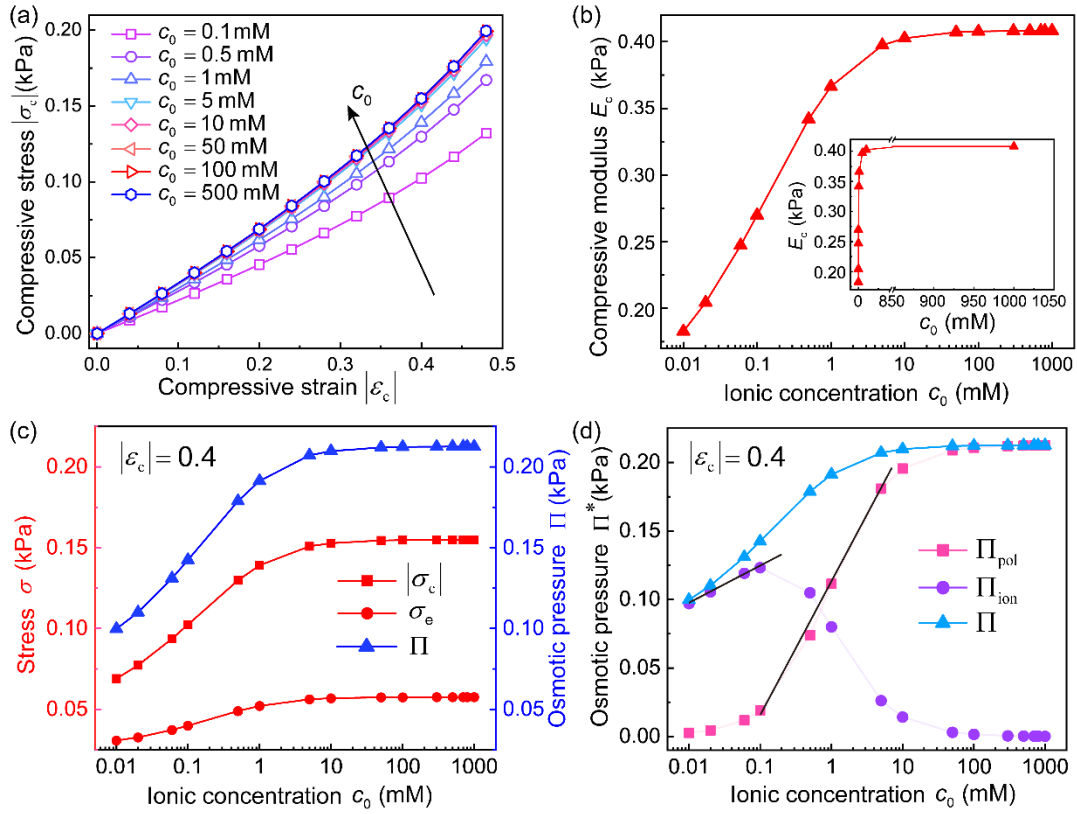 (a)
0.20
0.15
0.10
0.05
0.00
Compressive stress |σc| (kPa)
c0 = 0.1 mM
c0 = 0.5 mM
c0 = 1 mM
c0 = 5 mM
c0 = 10 mM
c0 = 50 mM
c0 = 100 mM
c0 = 500 mM
c0
0.0 0.1 0.2 0.3 0.4 0.5
Compressive strain |εc|
(b)
0.40
0.35
0.30
0.25
0.20
Compressive modulus Ec (kPa)
0.40
0.35
0.30
0.25
0.20
Ec (kPa)
0 850 900 950 1000 1050
c0 (mM)
0.01 0.1 1 10 100 1000
Ionic concentration c0 (mM)
(c)
|εc| = 0.4
0.20
0.15
0.10
0.05
Stress σ (kPa)
|σc|
σe
Π
0.20
0.15
0.10
0.05
Osmotic pressure Π (kPa)
0.01 0.1 1 10 100 1000
Ionic concentration c0 (mM)
(d)
|εc| = 0.4
0.20
0.15
0.10
0.05
0.00
Osmotic pressure Π* (kPa)
Πpol
Πion
Π
0.01 0.1 1 10 100 1000
Ionic concentration c0 (mM)